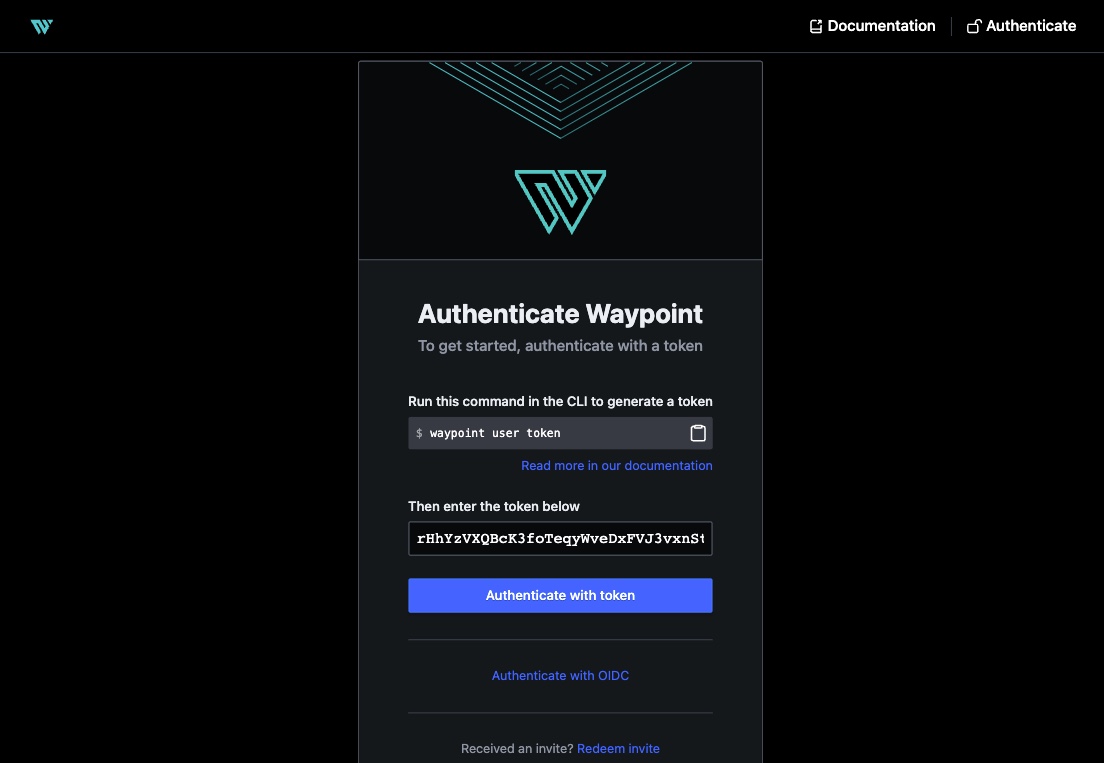 Documentation
Authenticate
Authenticate Waypoint
To get started, authenticate with a token
Run this command in the CLI to generate a token
$ waypoint user token
Read more in our documentation
Then enter the token below
rHhYzVXQBcK3foTeqyWveDxFVJ3vxnSt
Authenticate with token
Authenticate with OIDC
Received an invite? Redeem invite